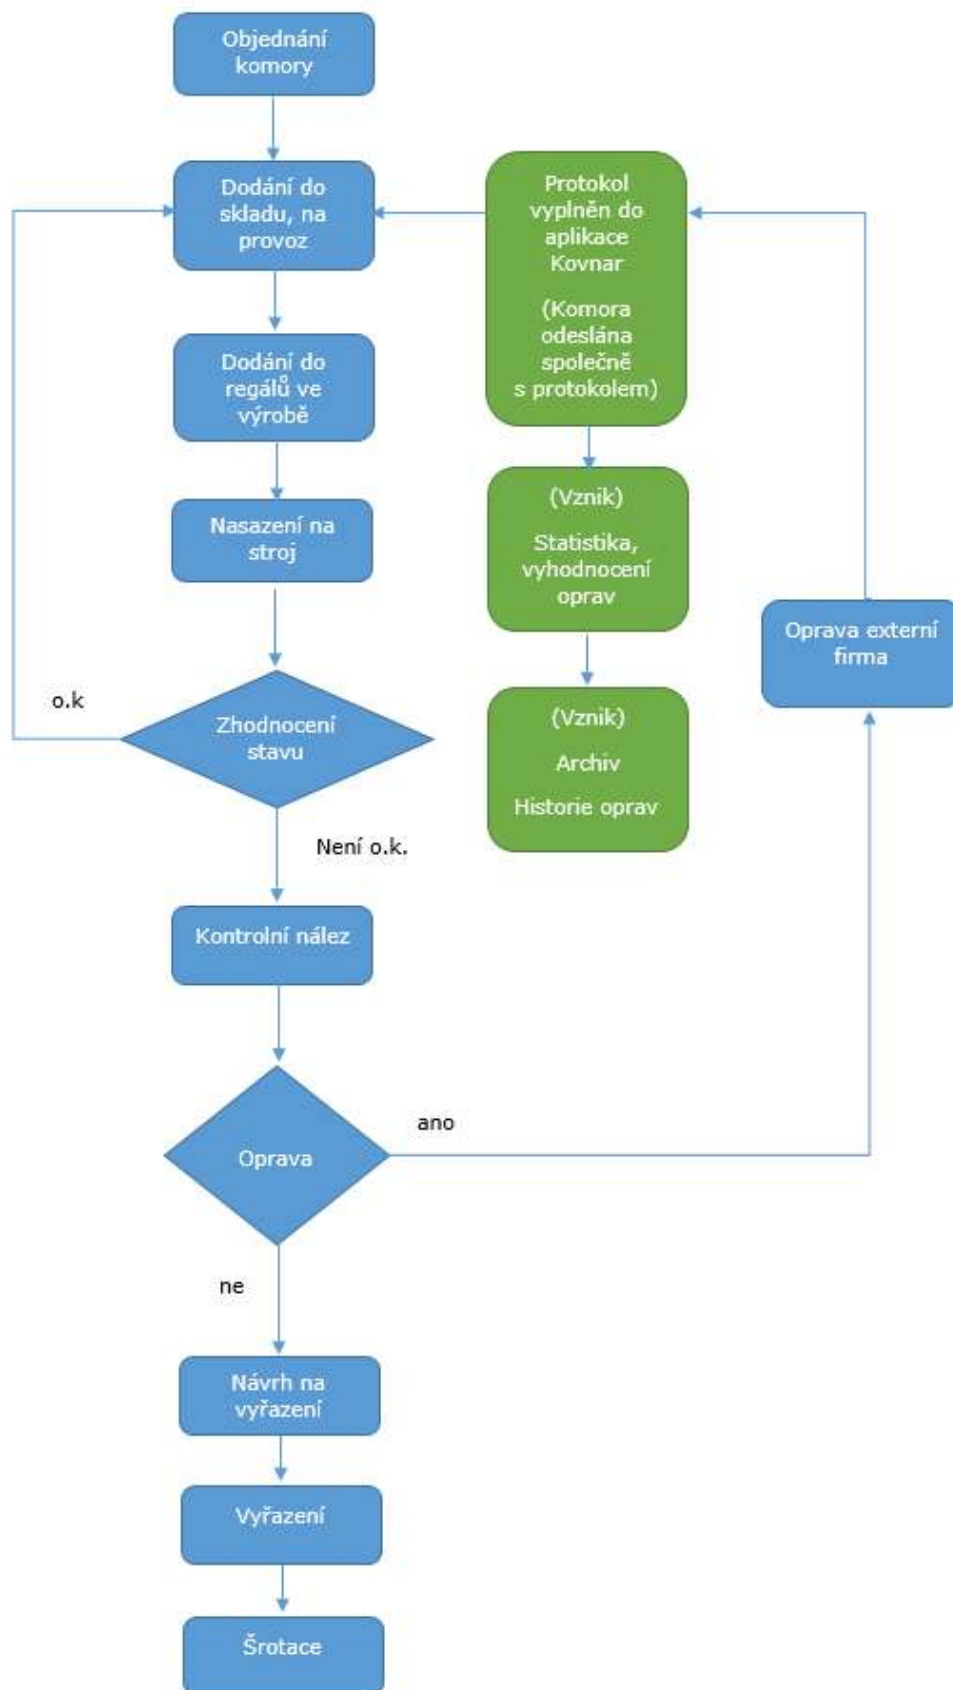 Objednání
komory
Dodání do
skladu, na
provoz
Protokol
vyplněn do
aplikace
Kovnar
(Komora
odeslána
společně
s protokolem)
Dodání do
regálů ve
výrobě
Nasazení na
stroj
(Vznik)
Statistika,
vyhodnocení
oprav
Oprava externí
firma
o.k
Zhodnocení
stavu
(Vznik)
Archiv
Historie oprav
Není o.k.
Kontrolní nález
Oprava
ano
ne
Návrh na
vyřazení
Vyřazení
Šrotace